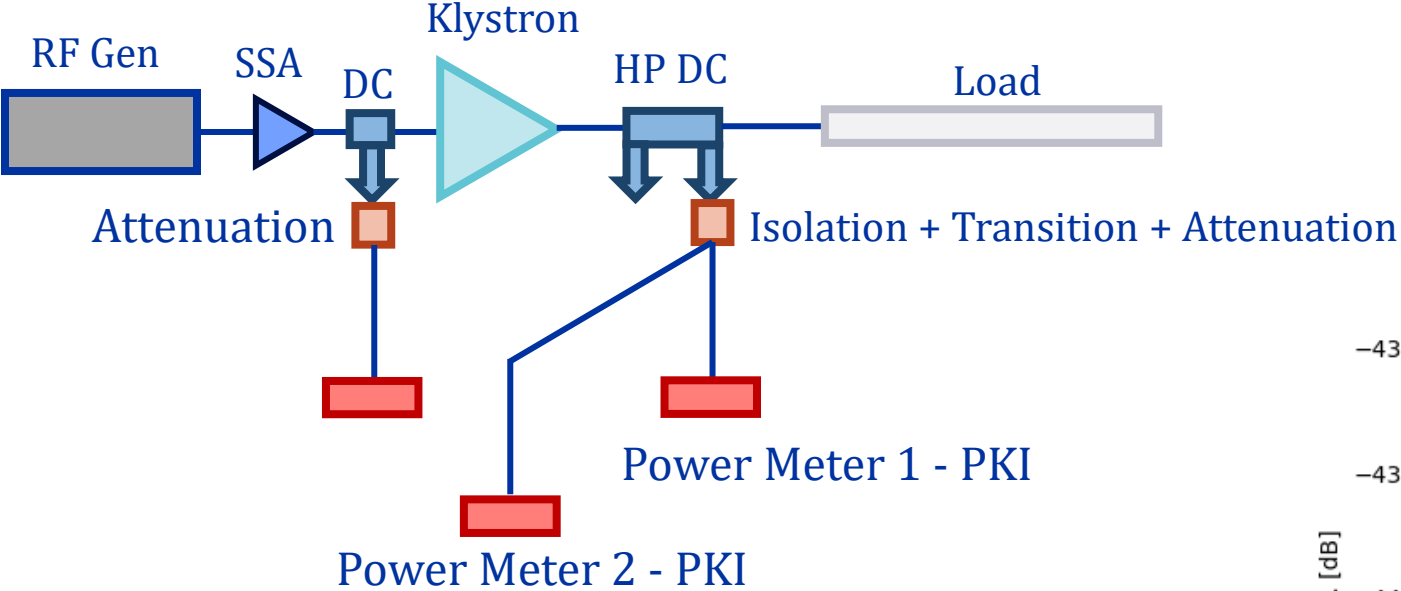 Klystron
RF Gen
SSA
DC
HP DC
Load
Attenuation
Isolation + Transition + Attenuation
−43
Power Meter 1 - PKI
−43
Power Meter 2 - PKI
[dB]